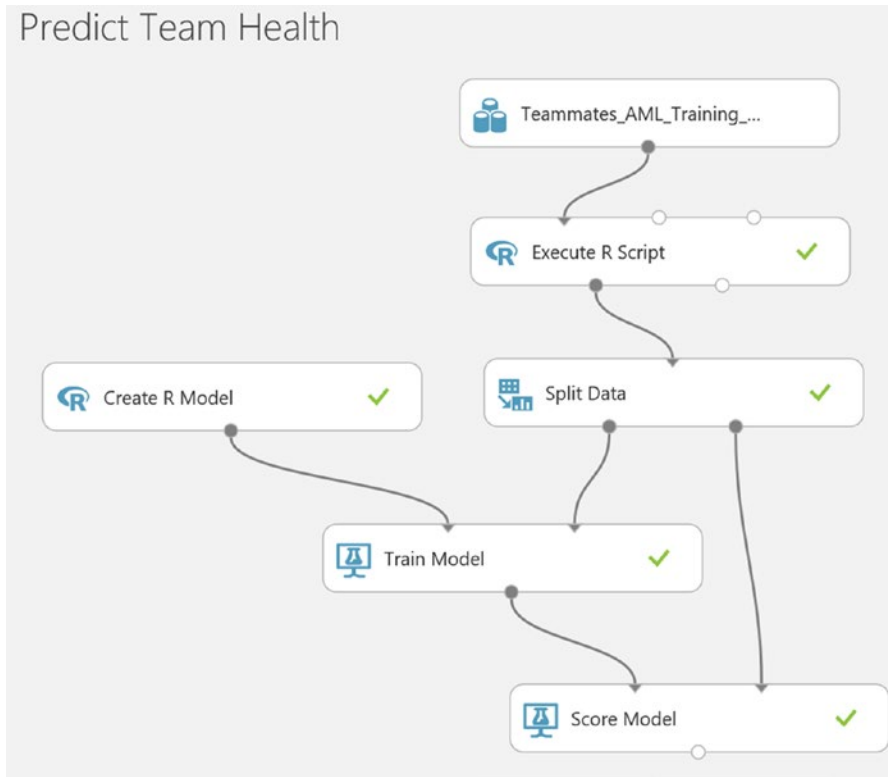 Predict Team Health
Teammates_AML_Training_...
Execute R Script
Create R Model
Split Data
Train Model
Score Model